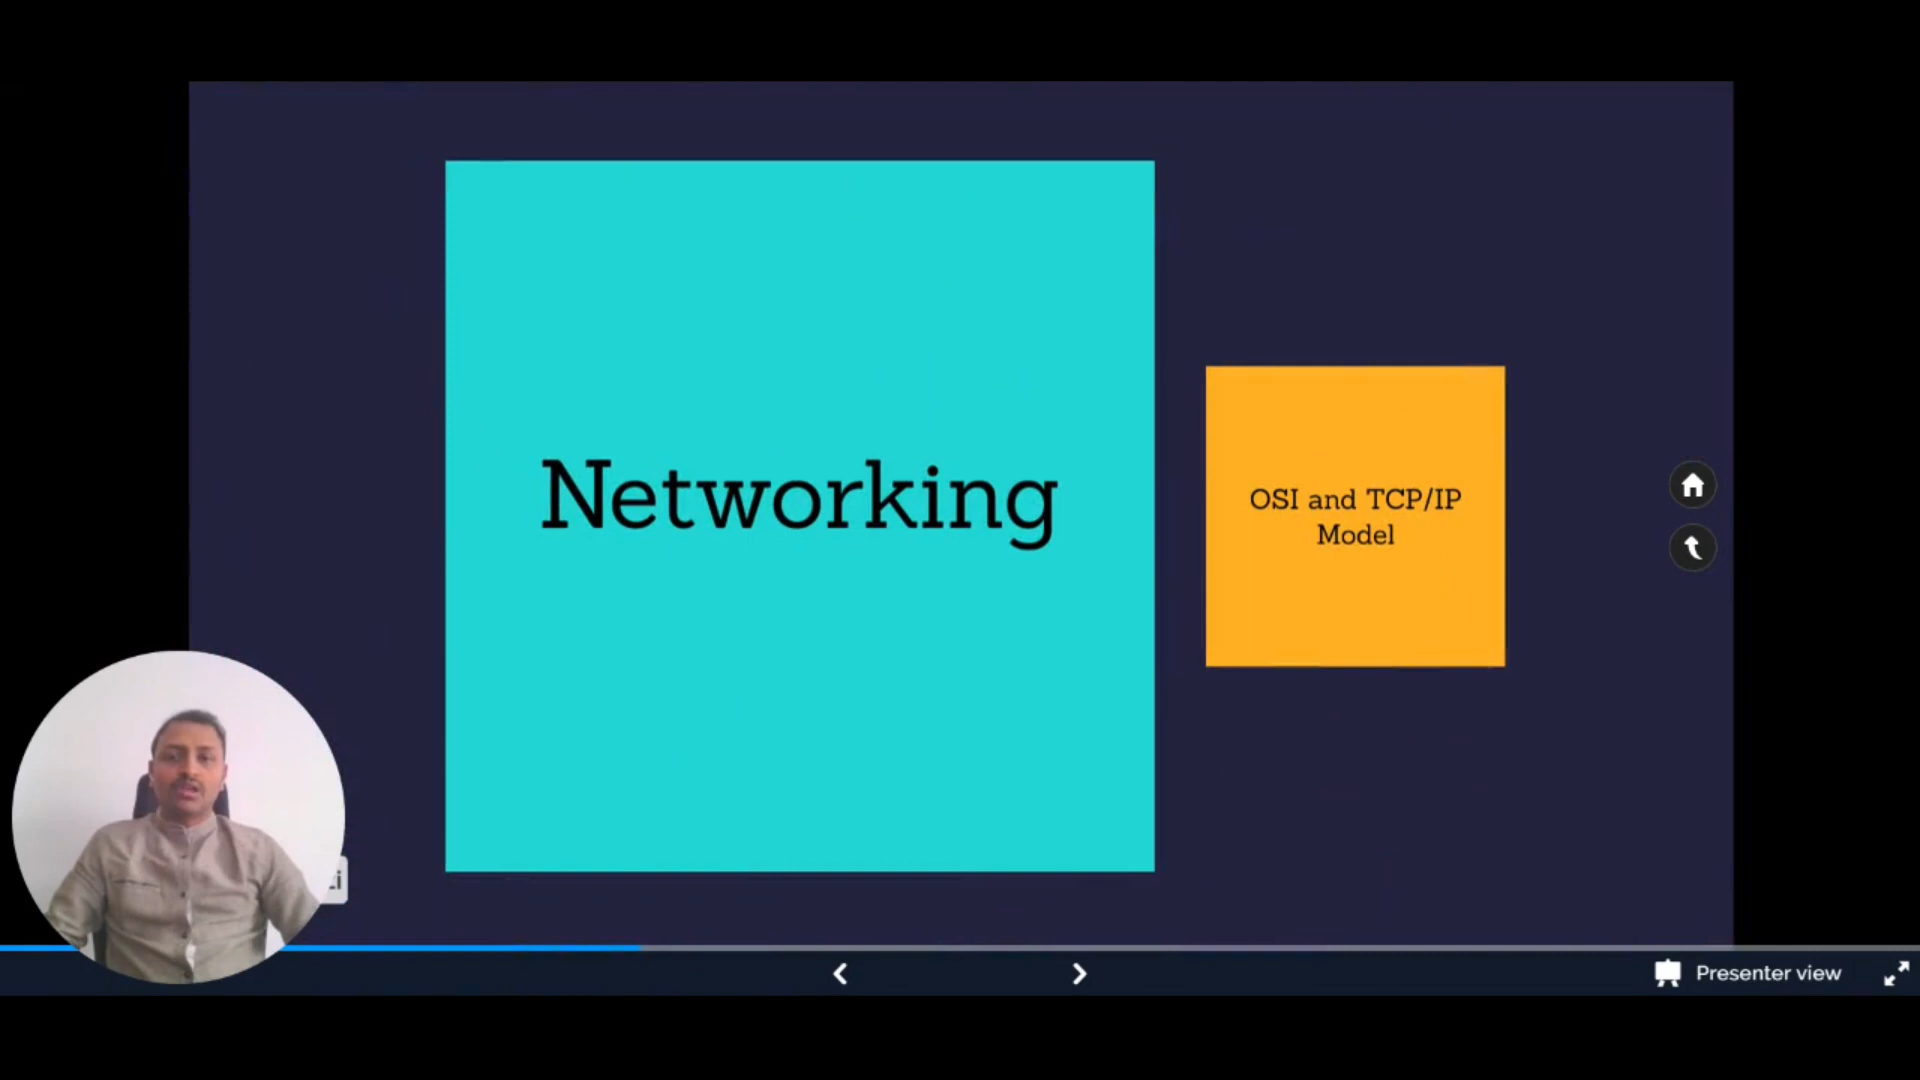 Networking
OSI and TCP/IP
Model
Presenter view